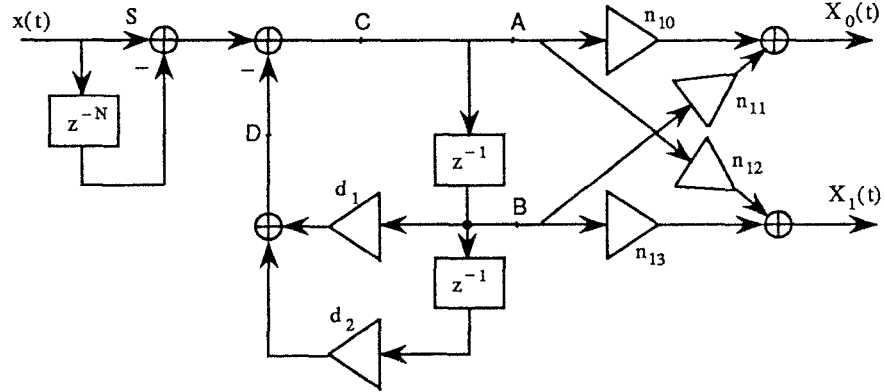 x(t) S C A n₁₀ X₀(t)
− −
z⁻ᴺ n₁₁
D z⁻¹ n₁₂
d₁ B X₁(t)
n₁₃
z⁻¹
d₂